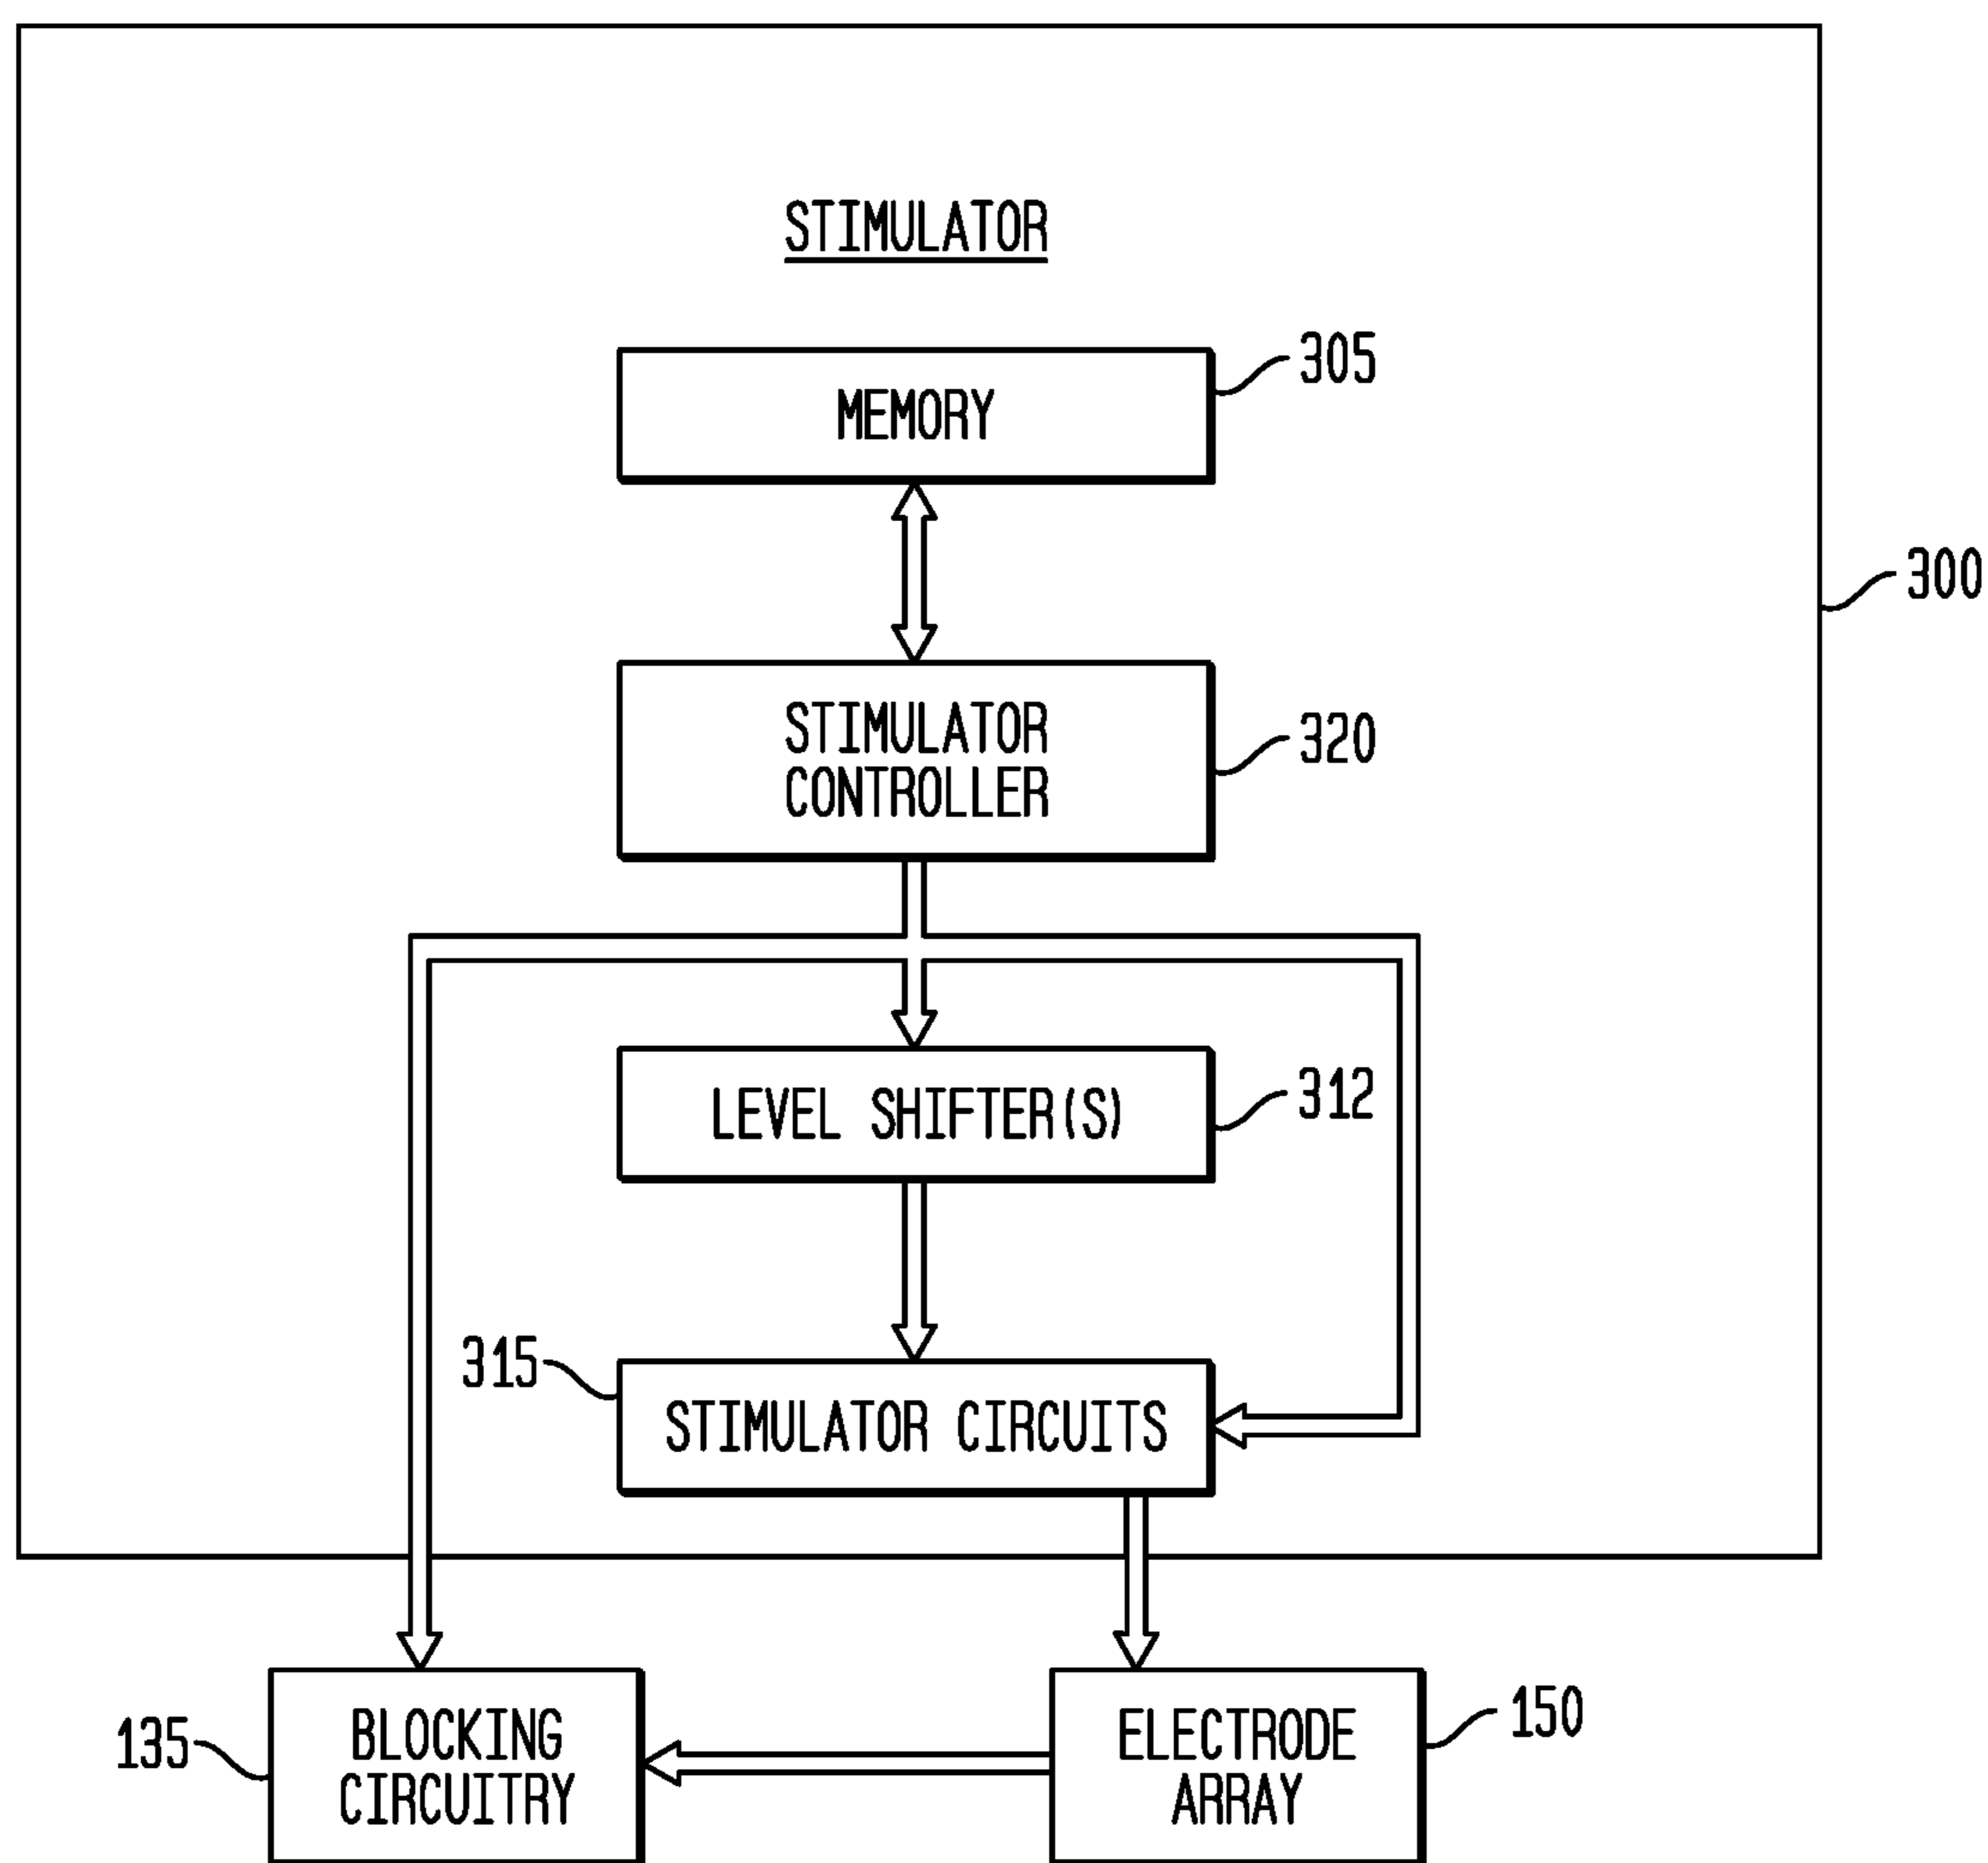 STIMULATOR
MEMORY
305
300
STIMULATOR
CONTROLLER
320
LEVEL SHIFTER(S)
312
315
STIMULATOR CIRCUITS
135
BLOCKING
CIRCUITRY
ELECTRODE
ARRAY
150